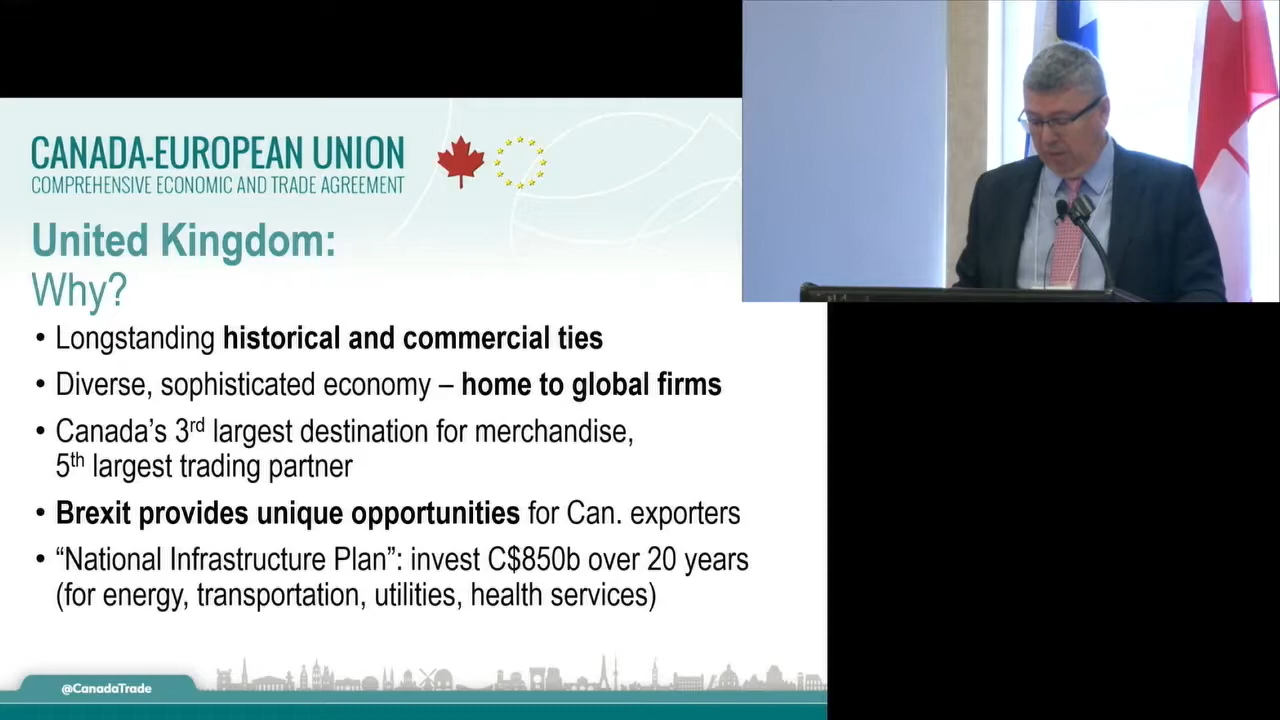 CANADA-EUROPEAN UNION
COMPREHENSIVE ECONOMIC AND TRADE AGREEMENT
United Kingdom:
Why?
• Longstanding historical and commercial ties
• Diverse, sophisticated economy – home to global firms
• Canada’s 3rd largest destination for merchandise,
5th largest trading partner
• Brexit provides unique opportunities for Can. exporters
• “National Infrastructure Plan”: invest C$850b over 20 years
(for energy, transportation, utilities, health services)
@CanadaTrade